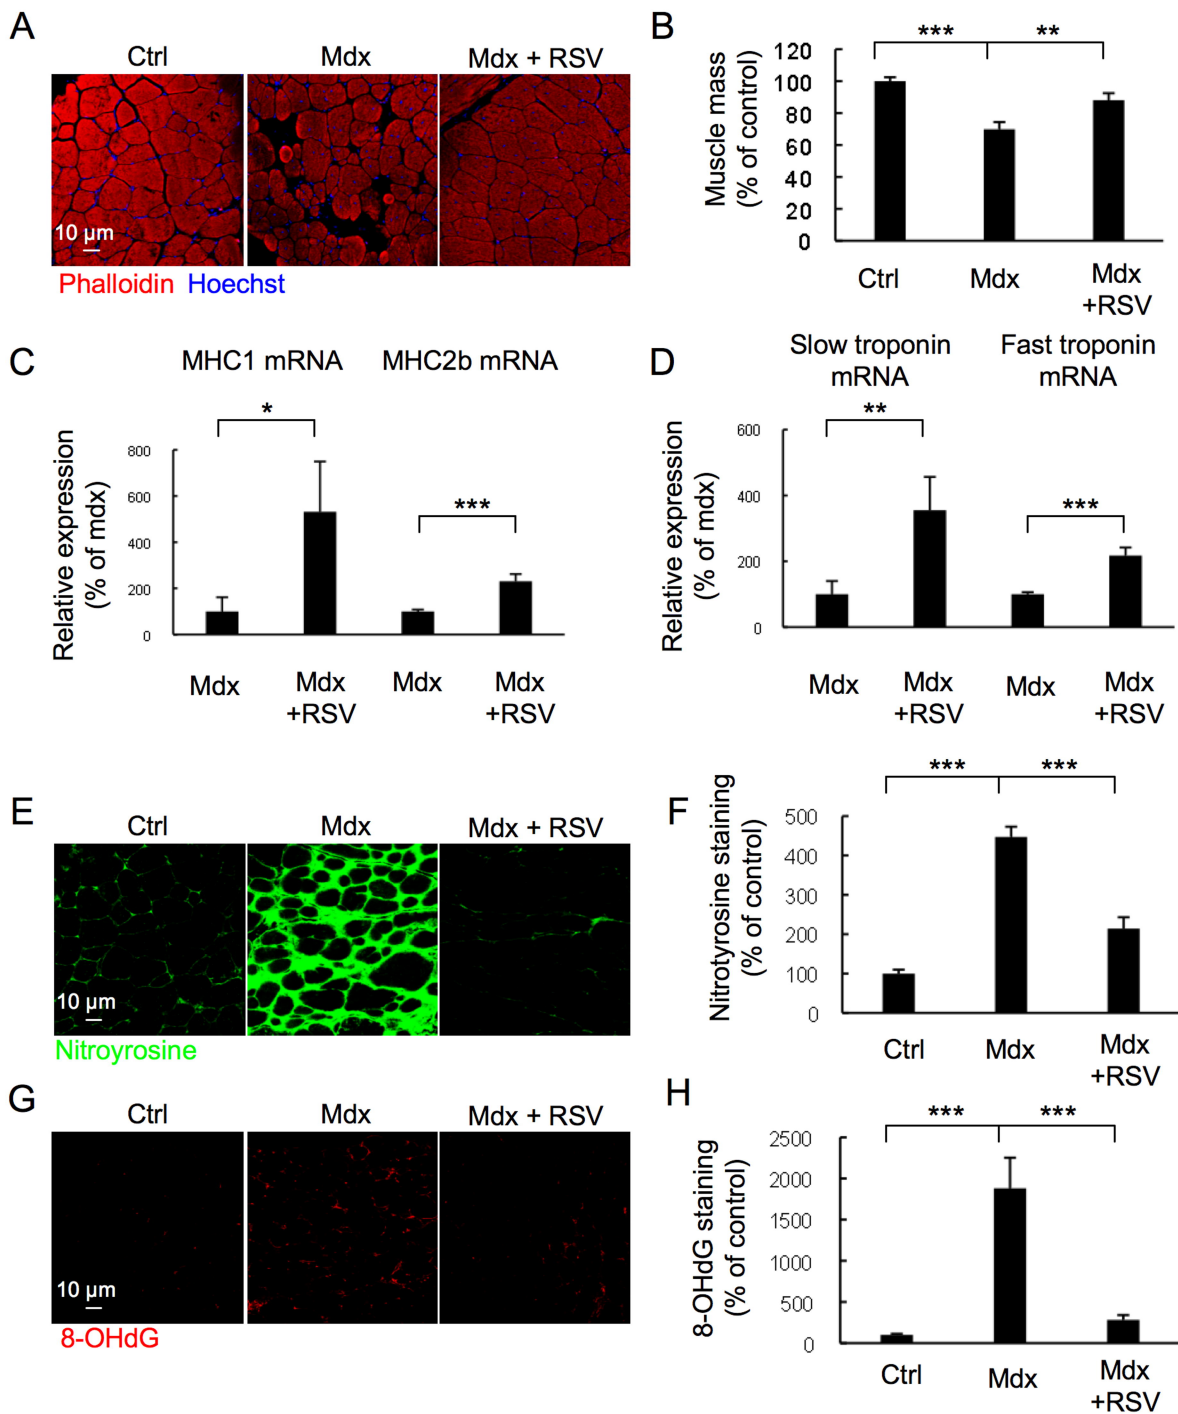 A
Ctrl
Mdx
Mdx + RSV
10 µm
Phalloidin Hoechst
B
*** **
Muscle mass
(% of control)
120
100
80
60
40
20
0
Ctrl
Mdx
Mdx
+RSV
C
MHC1 mRNA
MHC2b mRNA
*
***
Relative expression
(% of mdx)
800
600
400
200
0
Mdx
Mdx
+RSV
Mdx
Mdx
+RSV
D
Slow troponin
mRNA
Fast troponin
mRNA
**
***
Relative expression
(% of mdx)
600
400
200
0
Mdx
Mdx
+RSV
Mdx
Mdx
+RSV
E
Ctrl
Mdx
Mdx + RSV
10 µm
Nitroyrosine
F
*** ***
Nitrotyrosine staining
(% of control)
500
400
300
200
100
0
Ctrl
Mdx
Mdx
+RSV
G
Ctrl
Mdx
Mdx + RSV
10 µm
8-OHdG
H
*** ***
8-OHdG staining
(% of control)
2500
2000
1500
1000
500
0
Ctrl
Mdx
Mdx
+RSV